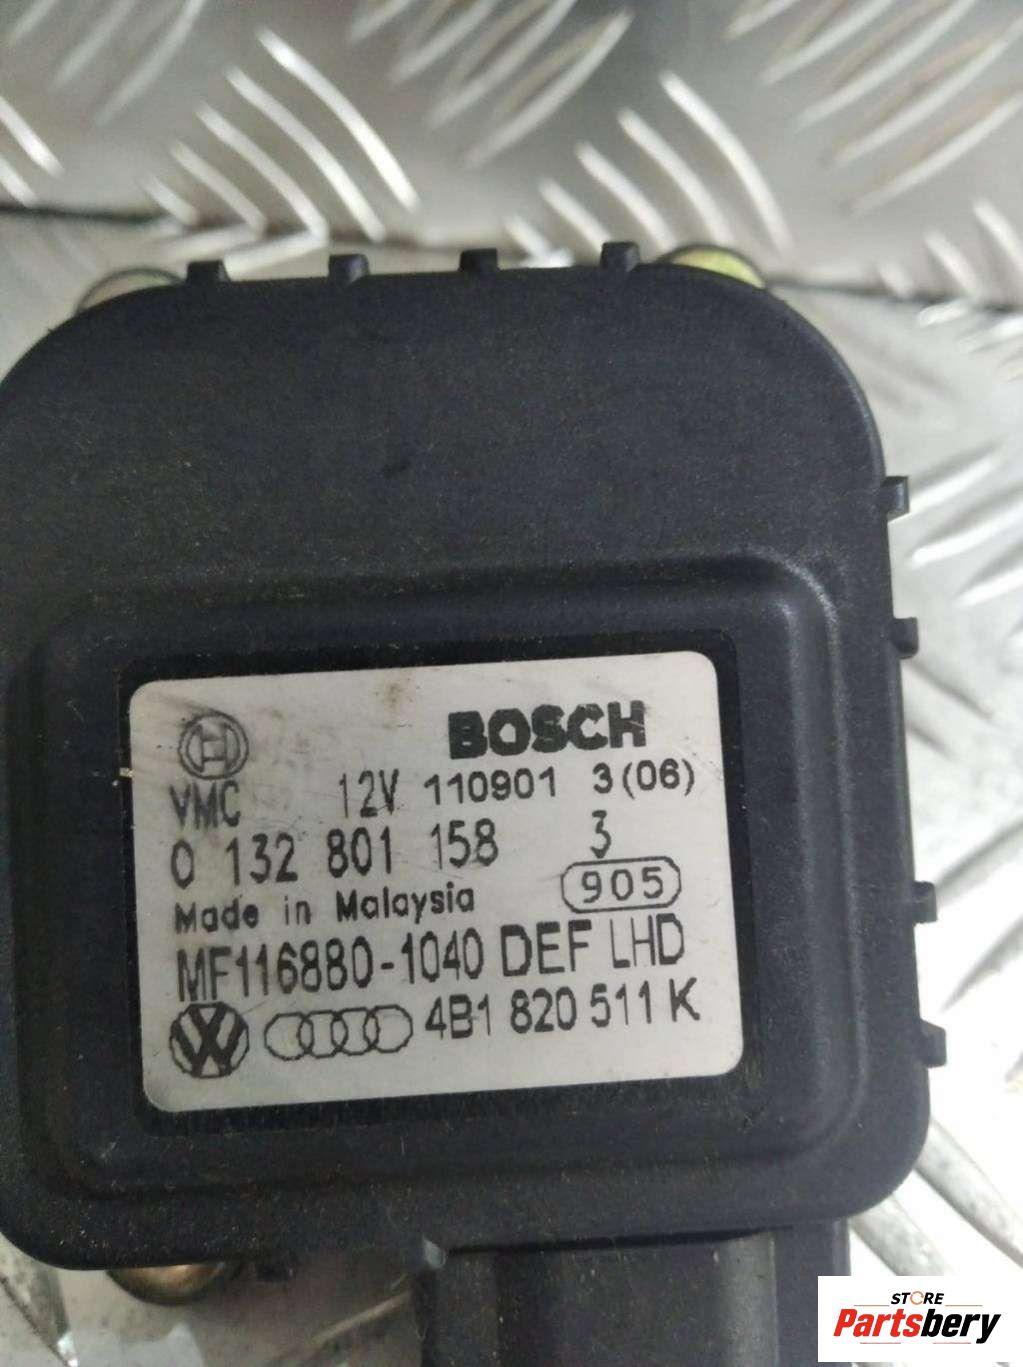 BOSCH
VMC 12V 110901 3 (06)
0 132 801 158 3
Made in Malaysia 905
MF116880-1040 DEF LHD
4B1 820 511 K
STORE
Partsbery